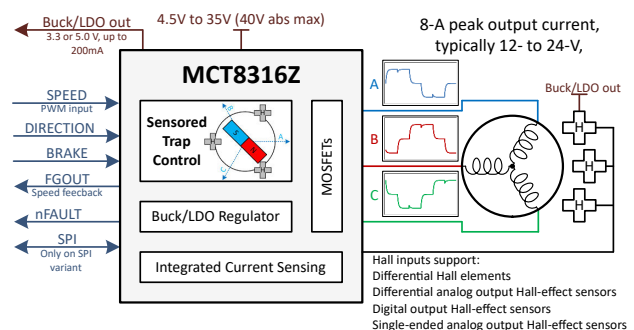 Buck/LDO out
3.3 or 5.0 V, up to
200mA
4.5V to 35V (40V abs max)
8-A peak output current,
typically 12- to 24-V,
MCT8316Z
SPEED
PWM input
DIRECTION
BRAKE
FGOUT
Speed feecback
nFAULT
SPI
Only on SPI
variant
Sensored
Trap
Control
H
B
S
A
H
C
H
MOSFETs
Buck/LDO Regulator
Integrated Current Sensing
A
B
C
Buck/LDO out
H
H
H
Hall inputs support:
Differential Hall elements
Differential analog output Hall-effect sensors
Digital output Hall-effect sensors
Single-ended analog output Hall-effect sensors